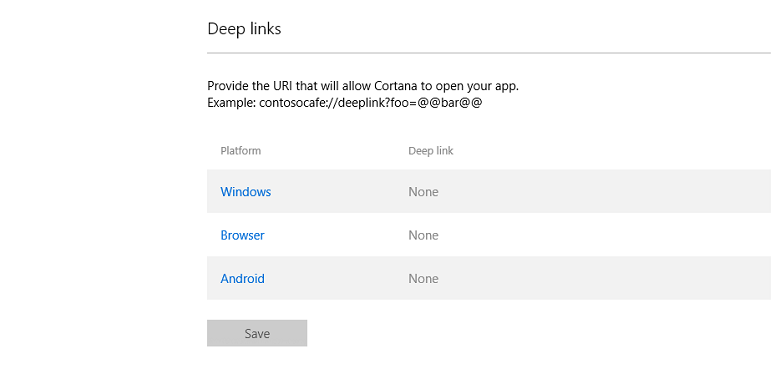 Deep links
Provide the URI that will allow Cortana to open your app.
Example: contosocafe://deeplink?foo=@@bar@@
Platform Deep link
Windows None
Browser None
Android None
Save